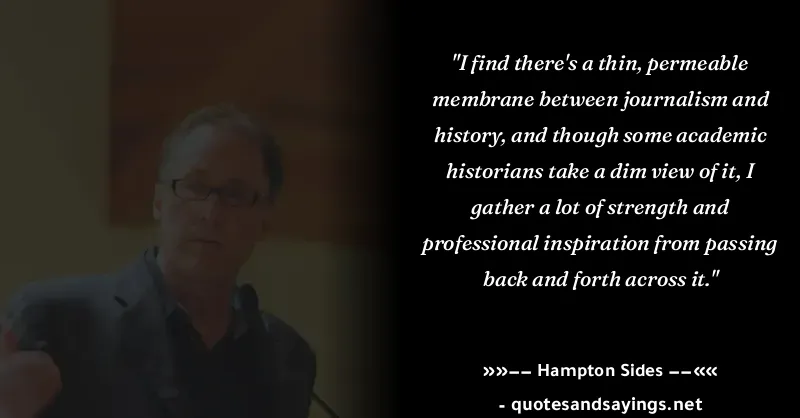 "I find there's a thin, permeable
membrane between journalism and
history, and though some academic
historians take a dim view of it, I
gather a lot of strength and
professional inspiration from passing
back and forth across it."
»»−− Hampton Sides −−««
- quotesandsayings.net